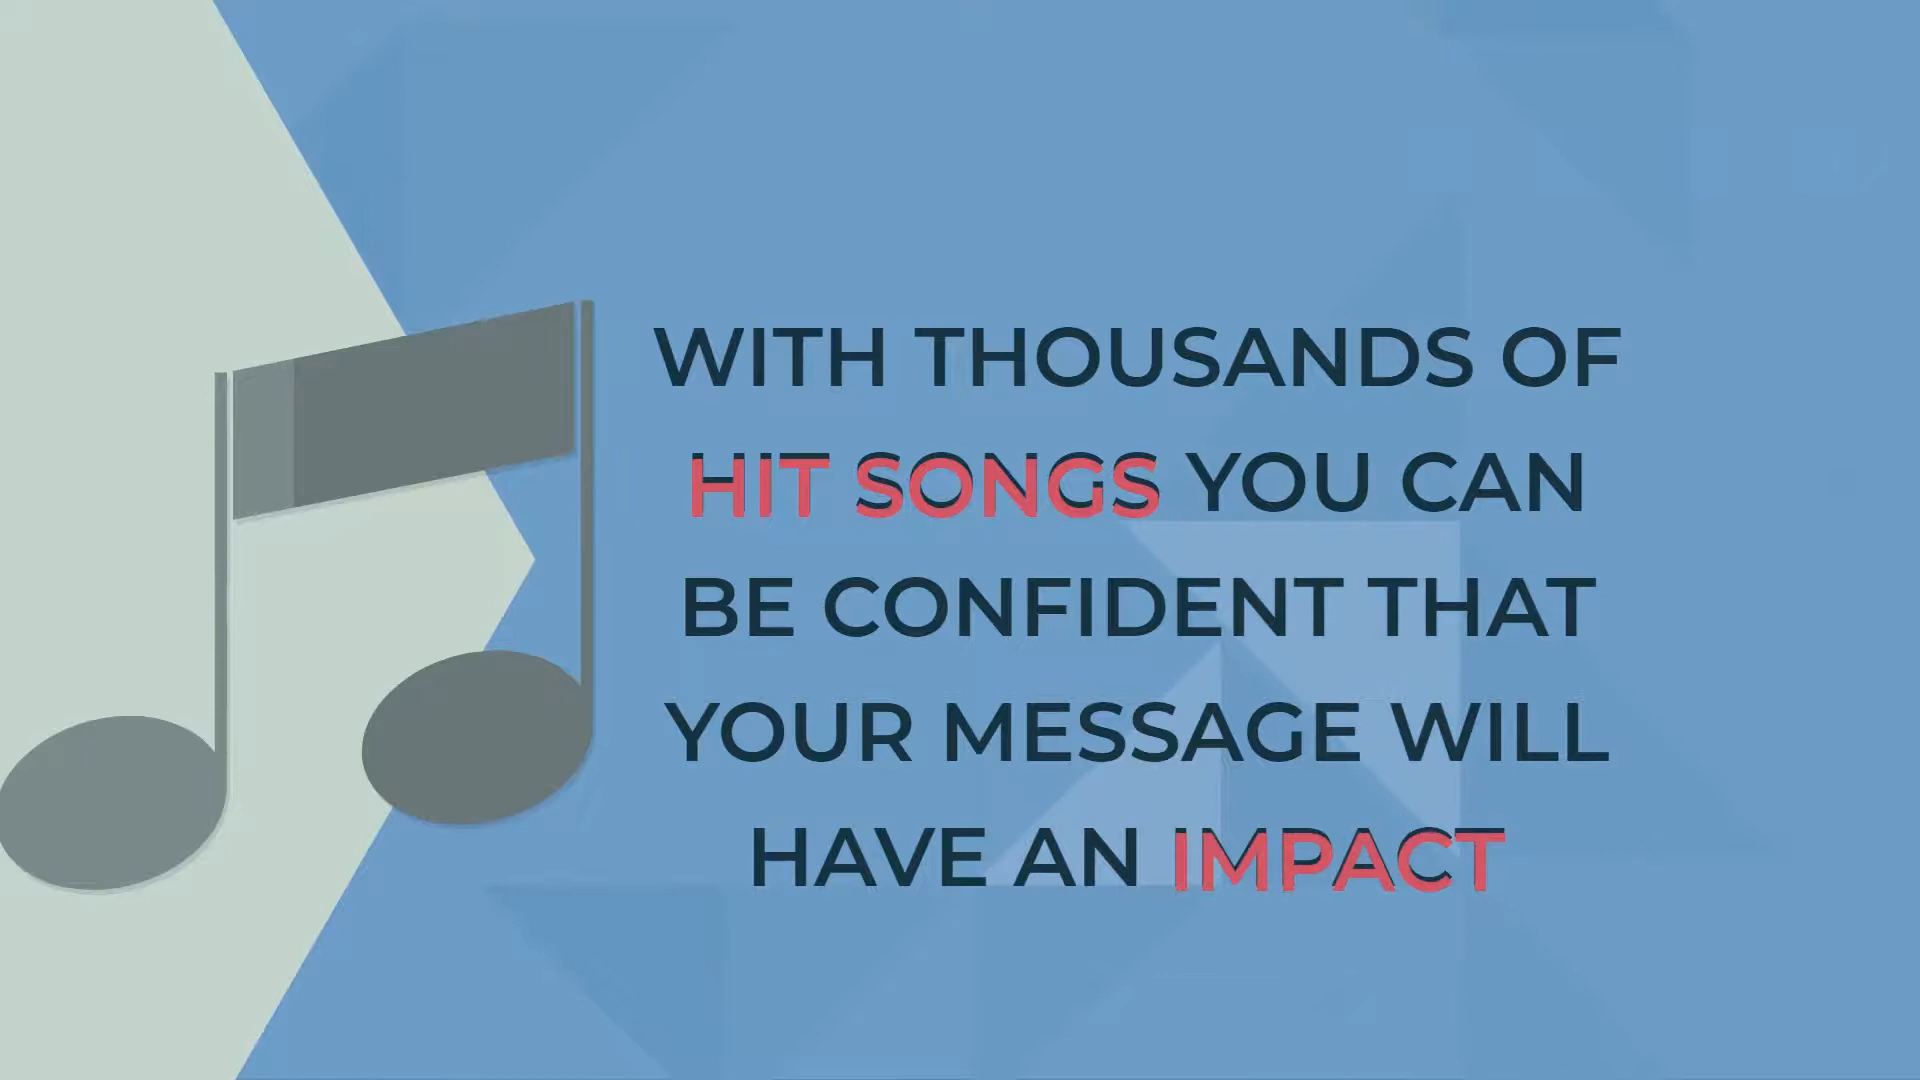 WITH THOUSANDS OF
HIT SONGS YOU CAN
BE CONFIDENT THAT
YOUR MESSAGE WILL
HAVE AN IMPACT